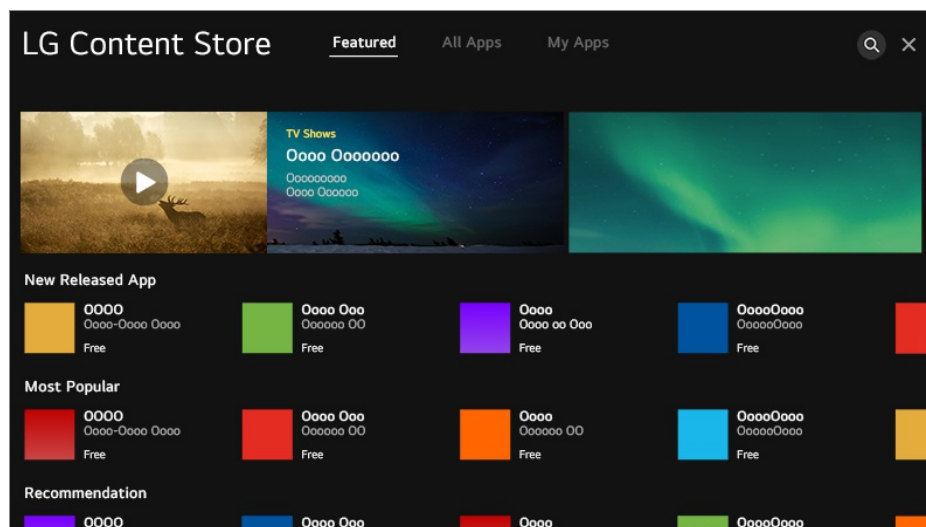 LG Content Store
Featured
All Apps
My Apps
TV Shows
Oooo Ooooooo
Ooooooooo
Oooo Oooooo
New Released App
OOOO
Oooo-Oooo Oooo
Free
Oooo Ooo
Oooooo OO
Free
Oooo
Oooo oo Ooo
Free
OoooOooo
OooooOooo
Free
Most Popular
OOOO
Oooo-Oooo Oooo
Free
Oooo Ooo
Oooooo OO
Free
Oooo
Oooooo OO
Free
OoooOooo
OooooOooo
Free
Recommendation
OOOO
Oooo Ooo
Oooo
OoooOooo